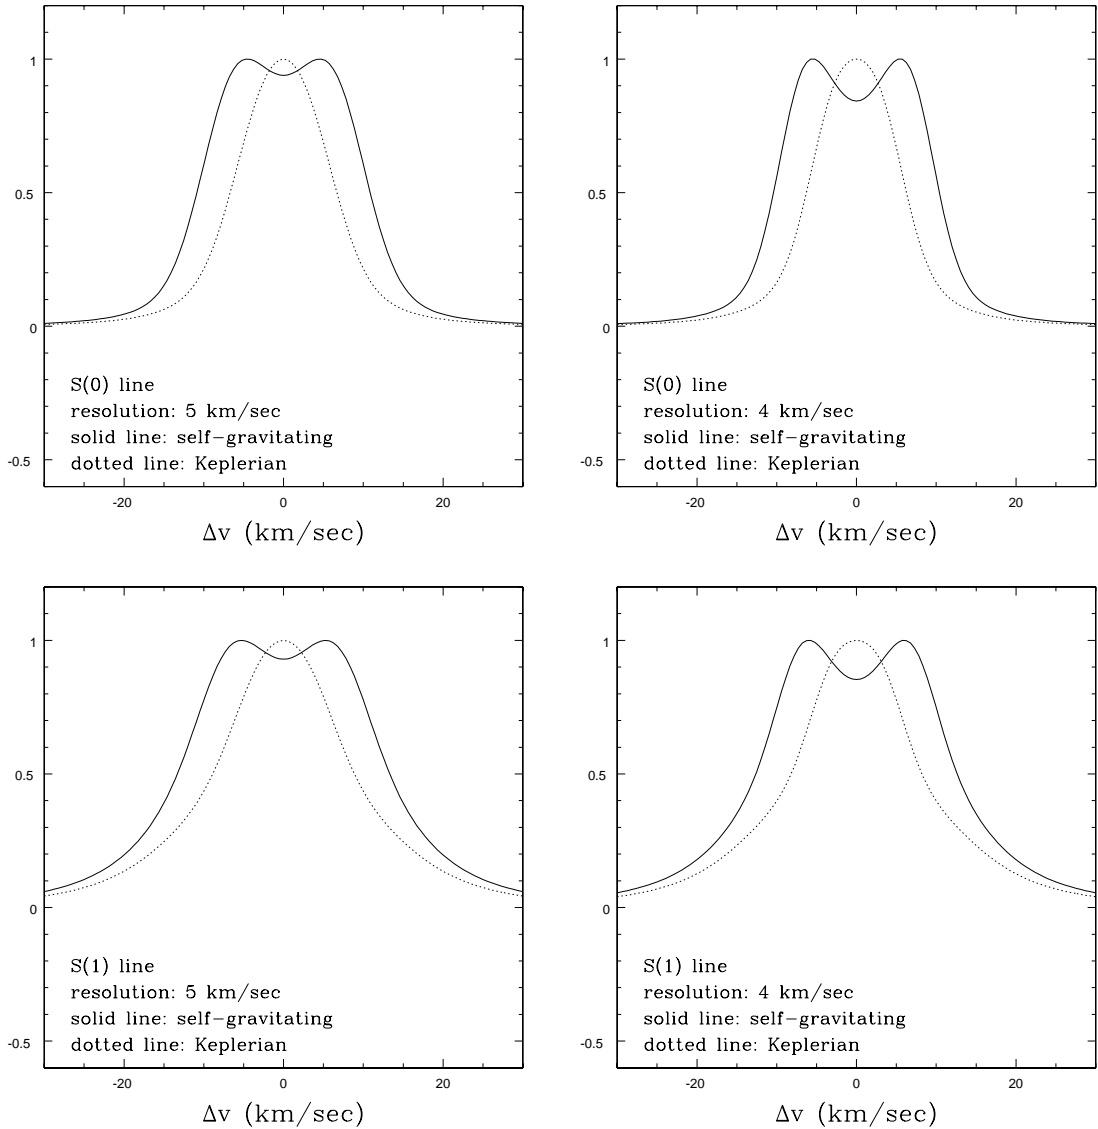 1
0.5
0
-0.5
S(0) line
resolution: 5 km/sec
solid line: self-gravitating
dotted line: Keplerian
-20 0 20
Δv (km/sec)
1
0.5
0
-0.5
S(0) line
resolution: 4 km/sec
solid line: self-gravitating
dotted line: Keplerian
-20 0 20
Δv (km/sec)
1
0.5
0
-0.5
S(1) line
resolution: 5 km/sec
solid line: self-gravitating
dotted line: Keplerian
-20 0 20
Δv (km/sec)
1
0.5
0
-0.5
S(1) line
resolution: 4 km/sec
solid line: self-gravitating
dotted line: Keplerian
-20 0 20
Δv (km/sec)